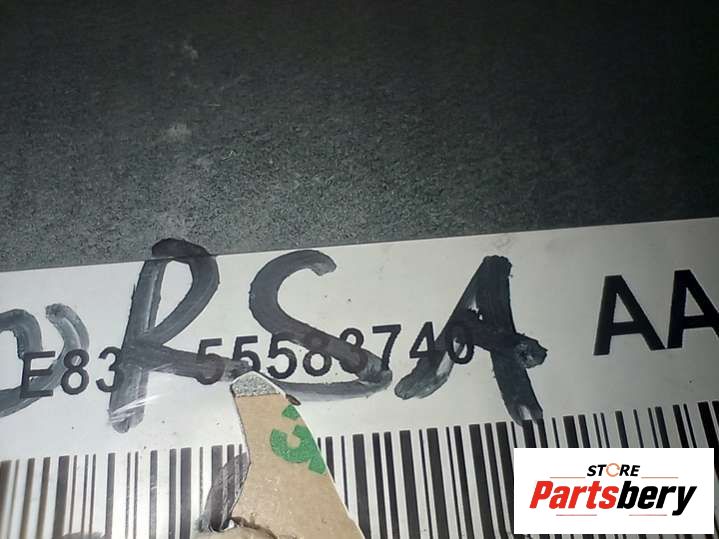 RSA
E83 55583740 AA
STORE
Partsbery